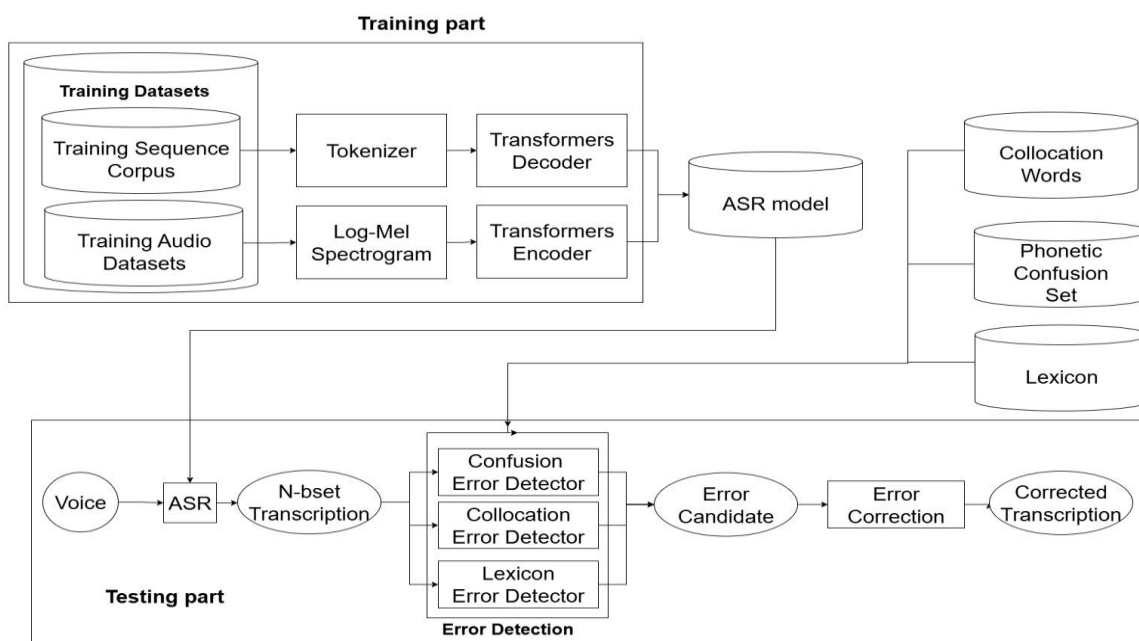 Training part
Training Datasets
Training Sequence
Corpus
Tokenizer
Transformers
Decoder
Training Audio
Datasets
Log-Mel
Spectrogram
Transformers
Encoder
ASR model
Collocation
Words
Phonetic
Confusion
Set
Lexicon
Voice
ASR
N-bset
Transcription
Confusion
Error Detector
Collocation
Error Detector
Lexicon
Error Detector
Error Detection
Error
Candidate
Error
Correction
Corrected
Transcription
Testing part